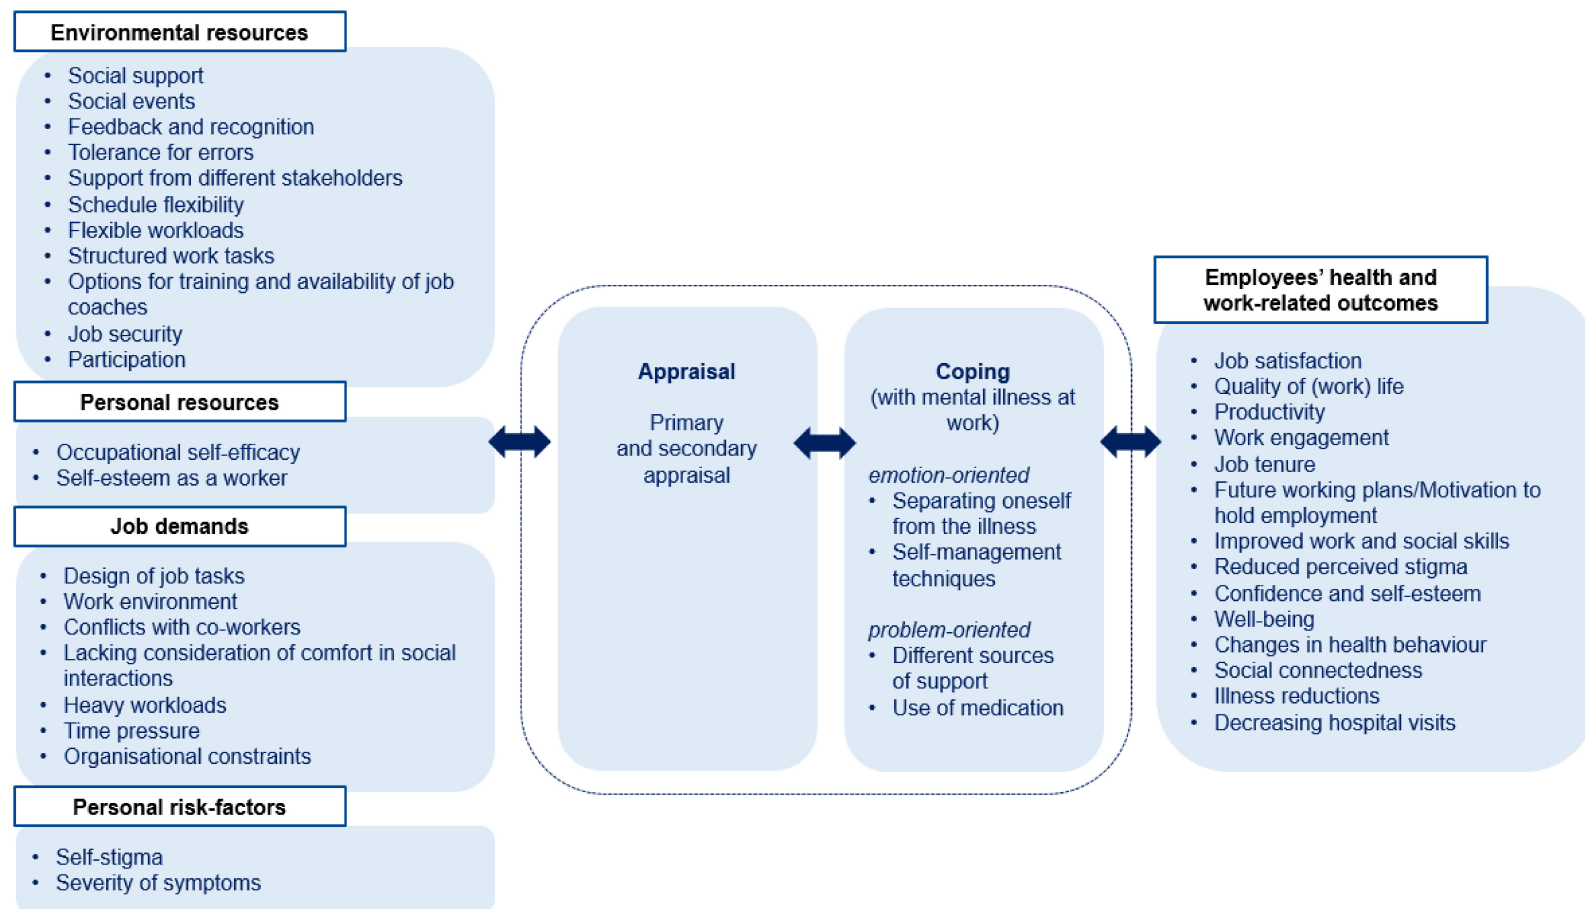 Environmental resources
• Social support
• Social events
• Feedback and recognition
• Tolerance for errors
• Support from different stakeholders
• Schedule flexibility
• Flexible workloads
• Structured work tasks
• Options for training and availability of job
coaches
• Job security
• Participation
Personal resources
• Occupational self-efficacy
• Self-esteem as a worker
Job demands
• Design of job tasks
• Work environment
• Conflicts with co-workers
• Lacking consideration of comfort in social
interactions
• Heavy workloads
• Time pressure
• Organisational constraints
Personal risk-factors
• Self-stigma
• Severity of symptoms
Appraisal
Primary
and secondary
appraisal
Coping
(with mental illness at
work)
emotion-oriented
• Separating oneself
from the illness
• Self-management
techniques
problem-oriented
• Different sources
of support
• Use of medication
Employees’ health and
work-related outcomes
• Job satisfaction
• Quality of (work) life
• Productivity
• Work engagement
• Job tenure
• Future working plans/Motivation to
hold employment
• Improved work and social skills
• Reduced perceived stigma
• Confidence and self-esteem
• Well-being
• Changes in health behaviour
• Social connectedness
• Illness reductions
• Decreasing hospital visits